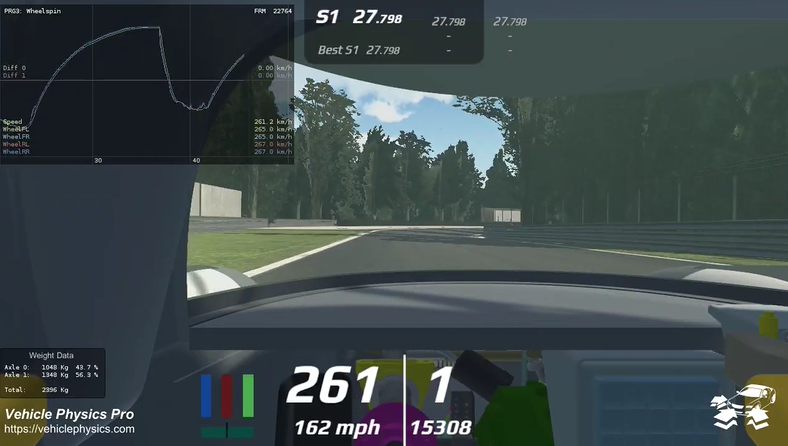 PRG3: Wheelspin FRM 22764
S1 27.798 27.798 27.798
- -
Best S1 27.798 - -
Diff 0 0.00 km/h
Diff 1 0.00 km/h
Speed 261.2 km/h
WheelFL 265.0 km/h
WheelFR 265.0 km/h
WheelRL 267.0 km/h
WheelRR 267.0 km/h
30 40
Weight Data
Axle 0: 1048 Kg 43.7 %
Axle 1: 1348 Kg 56.3 %
Total: 2396 Kg
261 1
162 mph 15308
Vehicle Physics Pro
https://vehiclephysics.com